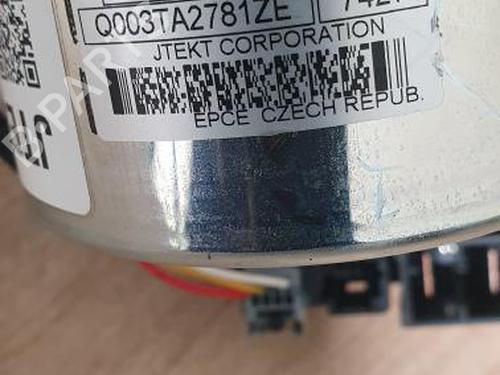 Q003TA2781ZE
JTEKT CORPORATION
EPCE CZECH REPUB.